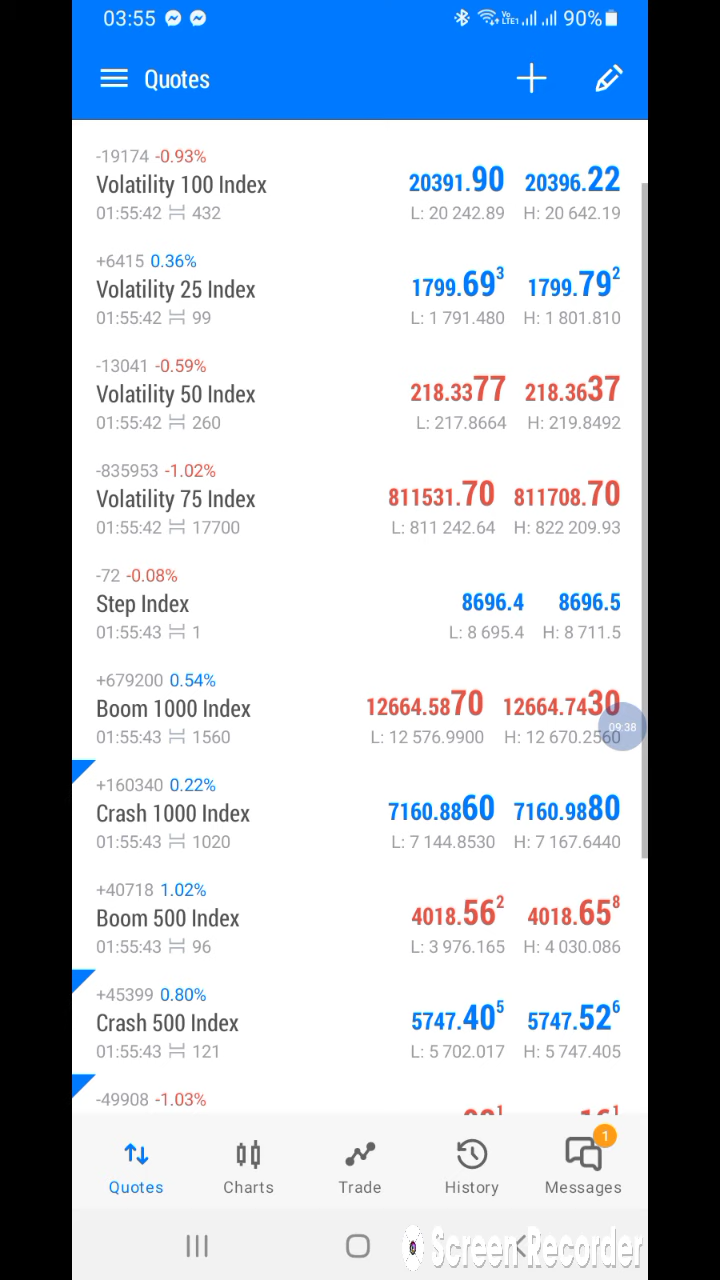 03:55 Vo LTE1 90%
Quotes
-19174 -0.93%
Volatility 100 Index 20391.90 20396.22
01:55:42 432 L: 20 242.89 H: 20 642.19
+6415 0.36%
Volatility 25 Index 1799.693 1799.792
01:55:42 99 L: 1 791.480 H: 1 801.810
-13041 -0.59%
Volatility 50 Index 218.3377 218.3637
01:55:42 260 L: 217.8664 H: 219.8492
-835953 -1.02%
Volatility 75 Index 811531.70 811708.70
01:55:42 17700 L: 811 242.64 H: 822 209.93
-72 -0.08%
Step Index 8696.4 8696.5
01:55:43 1 L: 8 695.4 H: 8 711.5
+679200 0.54%
Boom 1000 Index 12664.5870 12664.7430
09:38
01:55:43 1560 L: 12 576.9900 H: 12 670.2560
+160340 0.22%
Crash 1000 Index 7160.8860 7160.9880
01:55:43 1020 L: 7 144.8530 H: 7 167.6440
+40718 1.02%
Boom 500 Index 4018.562 4018.658
01:55:43 96 L: 3 976.165 H: 4 030.086
+45399 0.80%
Crash 500 Index 5747.405 5747.526
01:55:43 121 L: 5 702.017 H: 5 747.405
-49908 -1.03%
1
Quotes Charts Trade History Messages
Screen Recorder